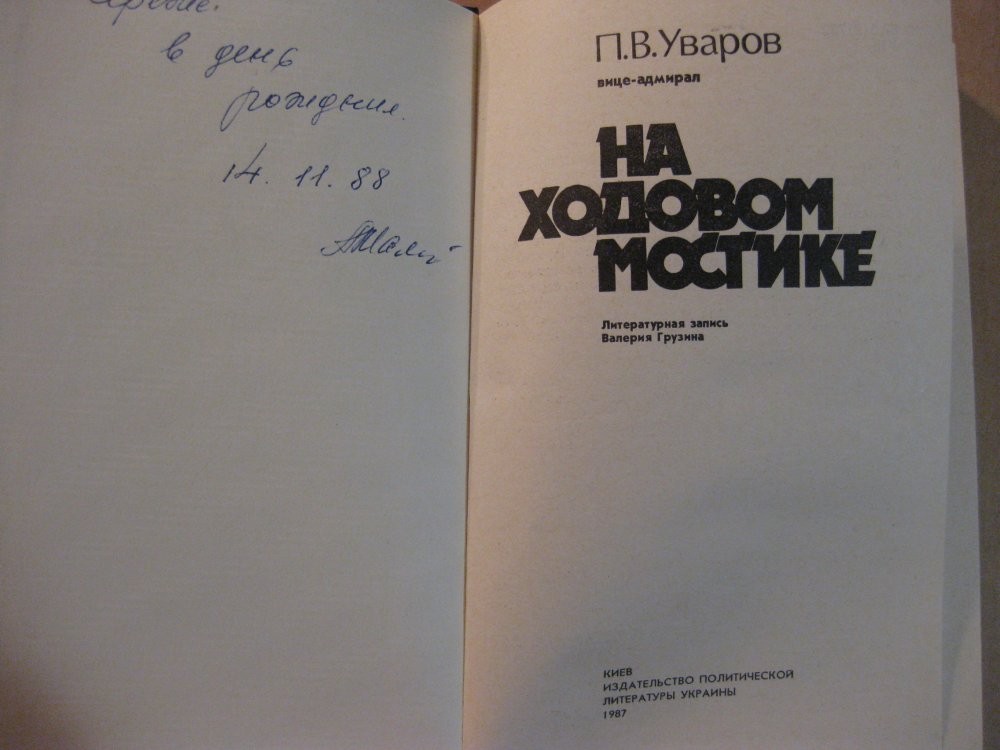 в день
рождения.
14. 11. 88
П.В.Уваров
вице-адмирал
НА
ХОДОВОМ
МОСТИКЕ
Литературная запись
Валерия Грузина
КИЕВ
ИЗДАТЕЛЬСТВО ПОЛИТИЧЕСКОЙ
ЛИТЕРАТУРЫ УКРАИНЫ
1987